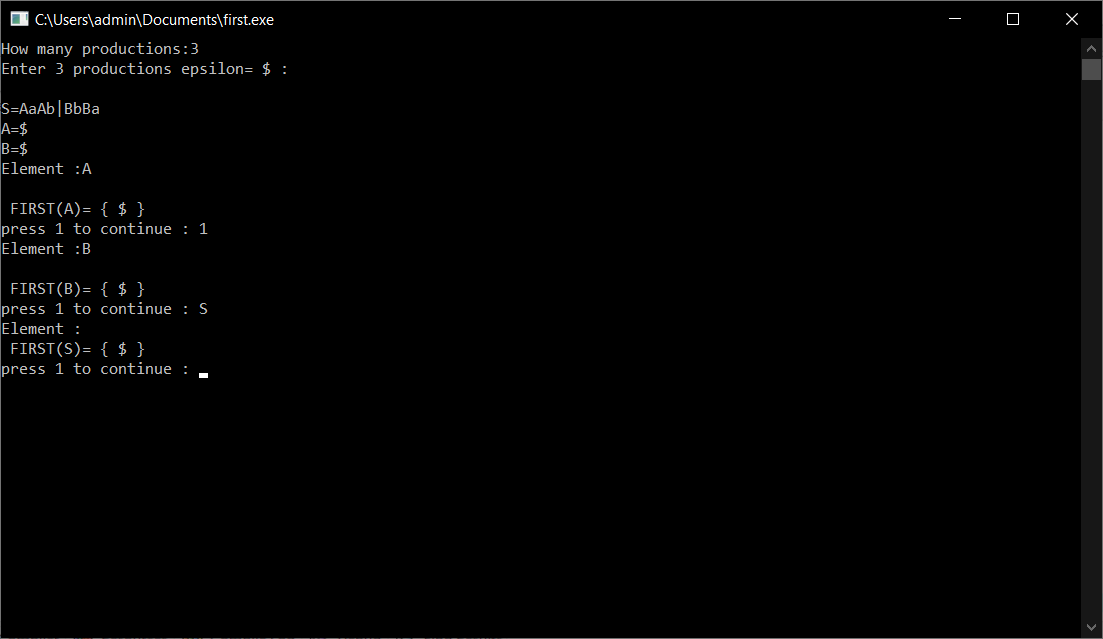 C:\Users\admin\Documents\first.exe
How many productions:3
Enter 3 productions epsilon= $ :
S=AaAb|BbBa
A=$
B=$
Element :A
FIRST(A)= { $ }
press 1 to continue : 1
Element :B
FIRST(B)= { $ }
press 1 to continue : S
Element :
FIRST(S)= { $ }
press 1 to continue :